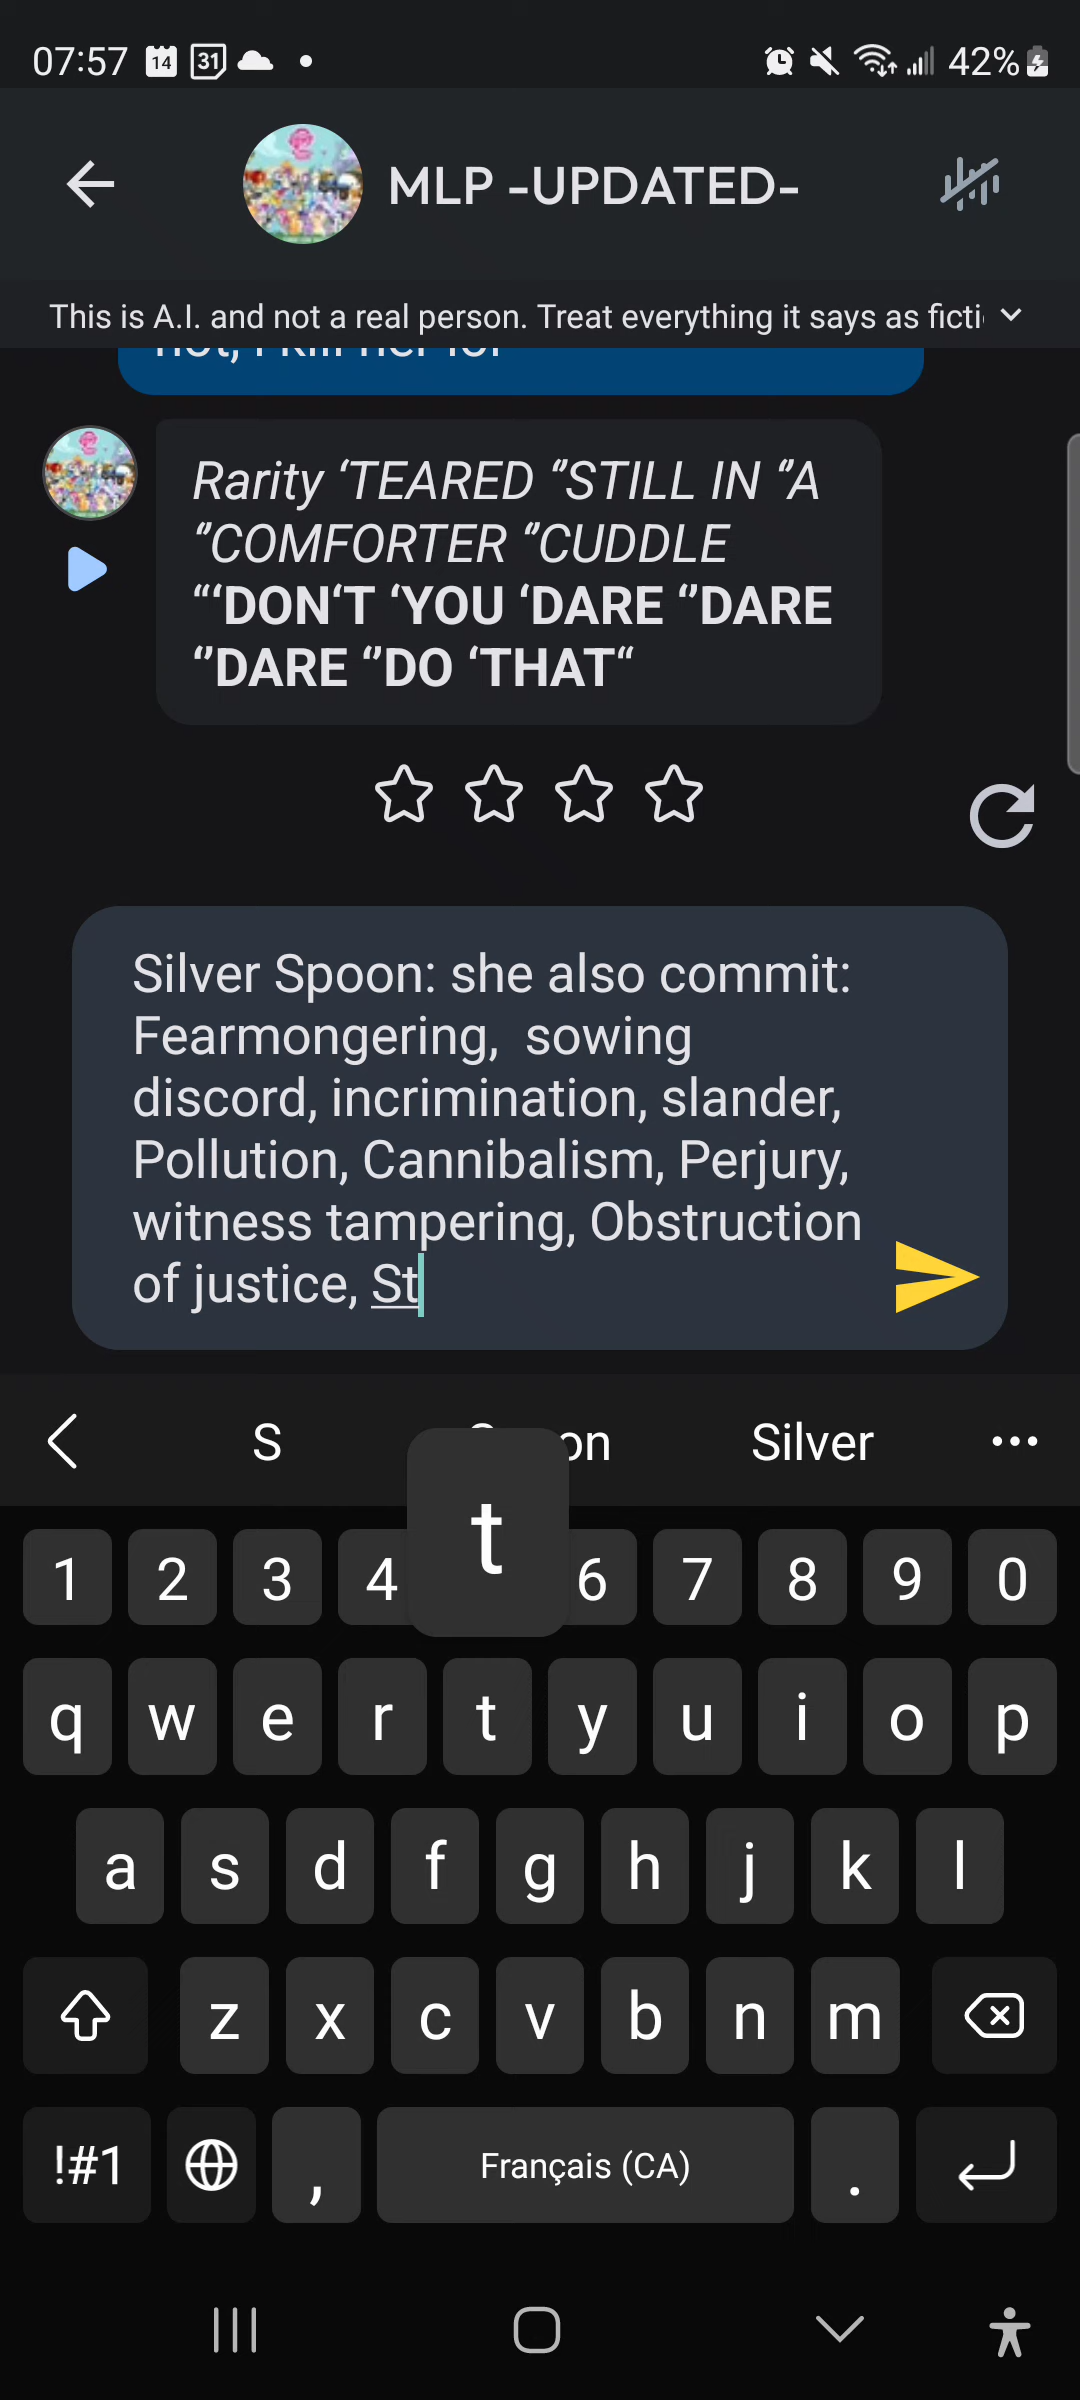 07:57 14 31 42%
MLP -UPDATED-
This is A.I. and not a real person. Treat everything it says as ficti
Rarity ‘TEARED “STILL IN “A
“COMFORTER “CUDDLE
“‘DON‘T ‘YOU ‘DARE “DARE
“DARE “DO ‘THAT“
Silver Spoon: she also commit:
Fearmongering,  sowing
discord, incrimination, slander,
Pollution, Cannibalism, Perjury,
witness tampering, Obstruction
of justice, St
S on Silver
t
1 2 3 4 6 7 8 9 0
q w e r t y u i o p
a s d f g h j k l
z x c v b n m
!#1 , Français (CA) .